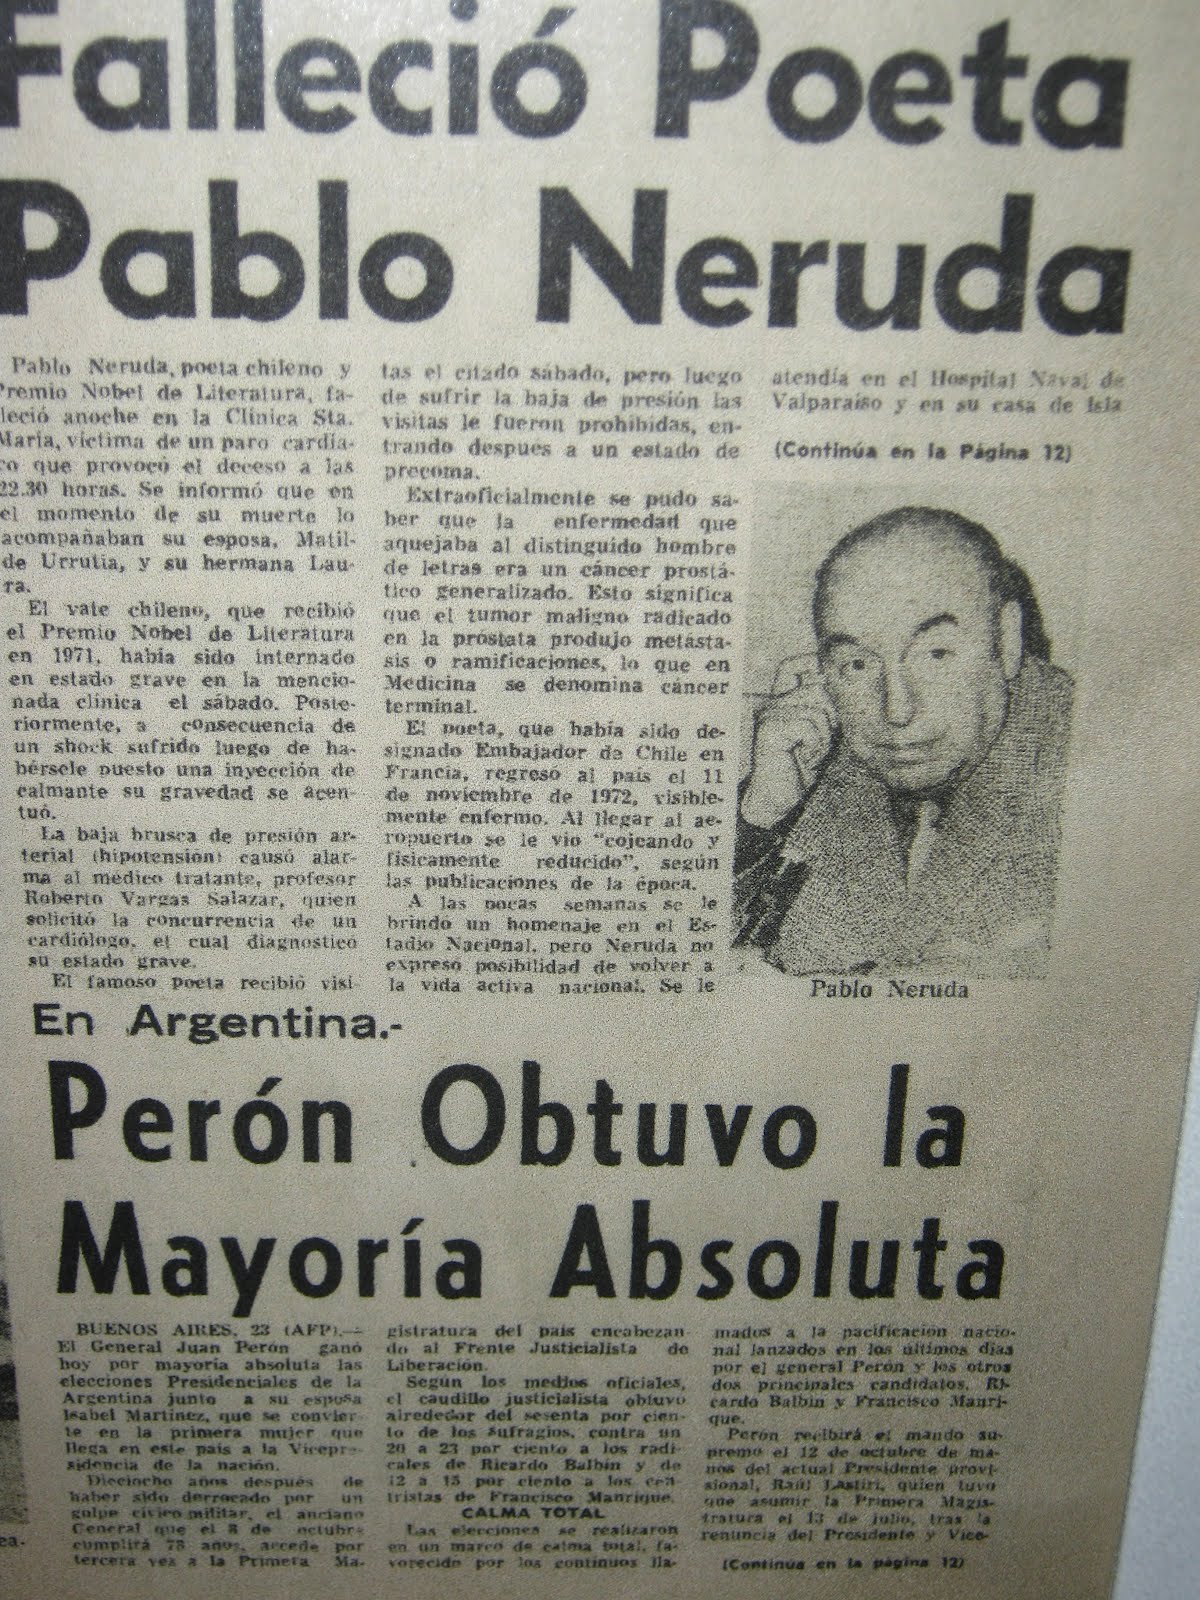 Falleció Poeta
Pablo Neruda
Pablo Neruda, poeta chileno y
Premio Nobel de Literatura, fa-
leció anoche en la Clínica Sta.
María, víctima de un paro cardía-
co que provocó el deceso a las
22.30 horas. Se informó que en
el momento de su muerte lo
acompañaban su esposa, Matil-
de Urrutia, y su hermana Lau-
ra.
El vate chileno, que recibió
el Premio Nobel de Literatura
en 1971, había sido internado
en estado grave en la mencio-
nada clínica el sábado. Poste-
riormente, a consecuencia de
un shock sufrido luego de ha-
bérsele puesto una inyección de
calmante su gravedad se acen-
tuó.
La baja brusca de presión ar-
terial (hipotensión) causó alar-
ma al médico tratante, profesor
Roberto Vargas Salazar, quien
solicitó la concurrencia de un
cardiólogo, el cual diagnosticó
su estado grave.
El famoso poeta recibió visi-
tas el citado sábado, pero luego
de sufrir la baja de presión las
visitas le fueron prohibidas, en-
trando después a un estado de
precoma.
Extraoficialmente se pudo sa-
ber que la enfermedad que
aquejaba al distinguido hombre
de letras era un cáncer prostá-
tico generalizado. Esto significa
que el tumor maligno radicado
en la próstata produjo metásta-
sis o ramificaciones, lo que en
Medicina se denomina cáncer
terminal.
El poeta, que había sido de-
signado Embajador de Chile en
Francia, regresó al país el 11
de noviembre de 1972, visible-
mente enfermo. Al llegar al ae-
ropuerto se le vio "cojeando y
físicamente reducido", según
las publicaciones de la época.
A las pocas semanas se le
brindó un homenaje en el Es-
tadio Nacional, pero Neruda no
expresó posibilidad de volver a
la vida activa nacional. Se le
atendía en el Hospital Naval de
Valparaíso y en su casa de Isla
(Continúa en la Página 12)
Pablo Neruda
En Argentina.-
Perón Obtuvo la
Mayoría Absoluta
BUENOS AIRES, 23 (AFP).—
El General Juan Perón ganó
hoy por mayoría absoluta las
elecciones Presidenciales de la
Argentina junto a su esposa
Isabel Martínez, que se convier-
te en la primera mujer que
llega en este país a la Vicepre-
sidencia de la nación.
Dieciocho años después de
haber sido derrocado por un
golpe cívico militar, el anciano
General que el 8 de octubre
cumplirá 78 años, accede por
tercera vez a la Primera Ma-
gistratura del país encabezan-
do al Frente Justicialista de
Liberación.
Según los medios oficiales,
el caudillo justicialista obtuvo
alrededor del sesenta por cien-
to de los sufragios, contra un
20 a 23 por ciento a los radi-
cales de Ricardo Balbín y de
12 a 15 por ciento a los cen-
tristas de Francisco Manrique.
CALMA TOTAL
Las elecciones se realizaron
en un marco de calma total, fa-
vorecido por los continuos lla-
mados a la pacificación nacio-
nal lanzados en los últimos días
por el general Perón y los otros
dos principales candidatos, Ri-
cardo Balbín y Francisco Manri-
que.
Perón recibirá el mando su-
premo el 12 de octubre de ma-
nos del actual Presidente provi-
sional, Raúl Lastiri, quien tuvo
que asumir la Primera Magis-
tratura el 13 de julio, tras la
renuncia del Presidente y Vice-
(Continúa en la página 12)
ea-